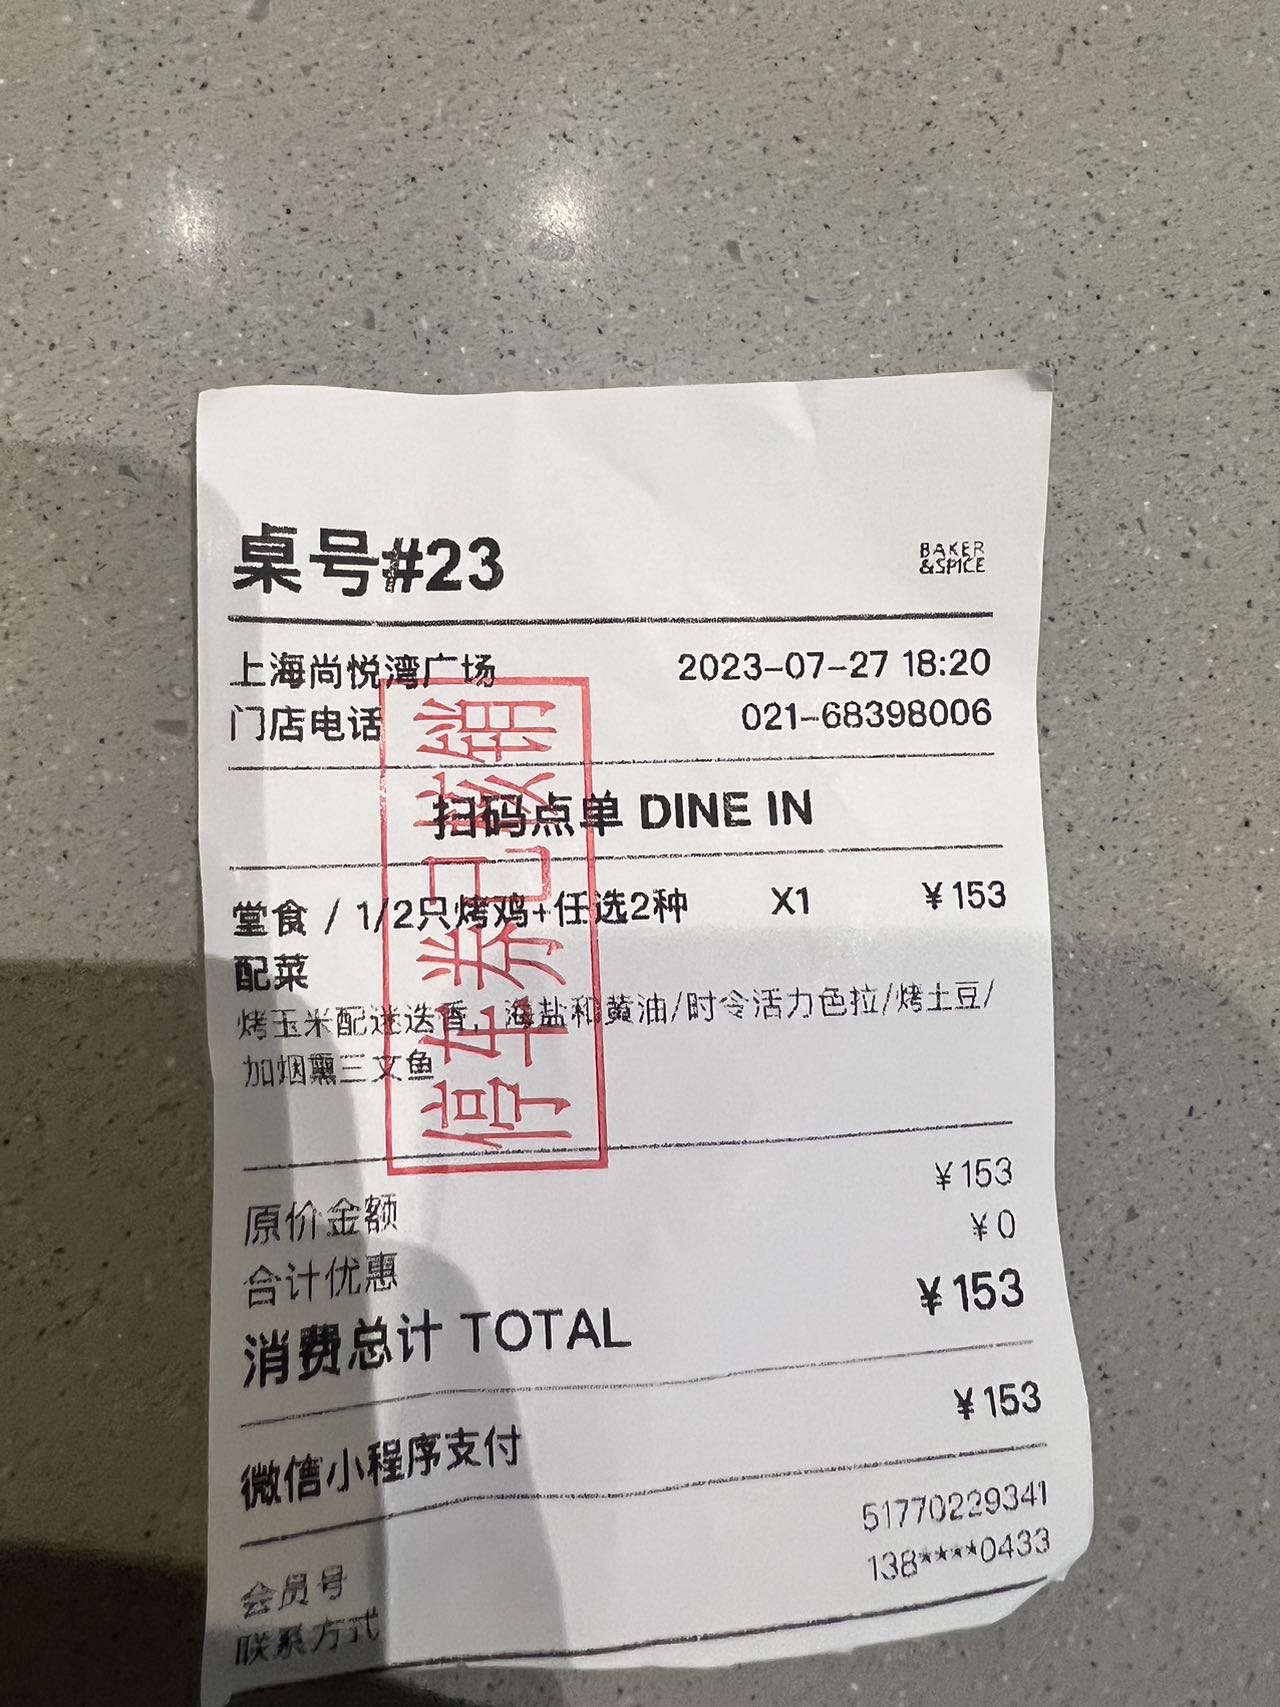 桌号#23
BAKER
&SPICE
上海尚悦湾广场 2023-07-27 18:20
门店电话 021-68398006
扫码点单 DINE IN
堂食 / 1/2只烤鸡+任选2种 X1 ¥153
配菜
烤玉米配迷迭香,海盐和黄油/时令活力色拉/烤土豆/
加烟熏三文鱼
停车券已核销
原价金额 ¥153
合计优惠 ¥0
消费总计 TOTAL ¥153
微信小程序支付 ¥153
会员号 51770229341
联系方式 138****0433